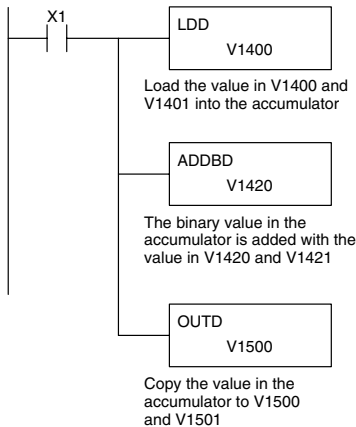 X1
LDD
V1400
Load the value in V1400 and
V1401 into the accumulator
ADDBD
V1420
The binary value in the
accumulator is added with the
value in V1420 and V1421
OUTD
V1500
Copy the value in the
accumulator to V1500
and V1501